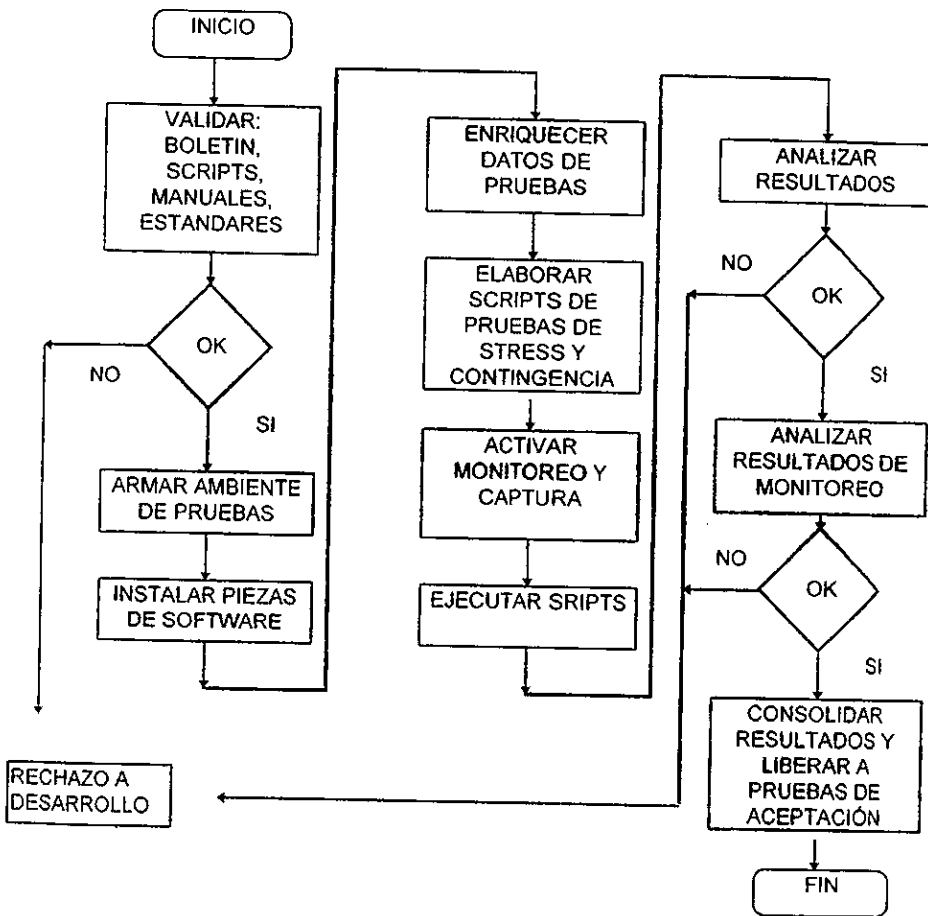 INICIO
VALIDAR:
BOLETIN,
SCRIPTS,
MANUALES,
ESTANDARES
OK
NO
SI
ARMAR AMBIENTE
DE PRUEBAS
INSTALAR PIEZAS
DE SOFTWARE
RECHAZO A
DESARROLLO
ENRIQUECER
DATOS DE
PRUEBAS
ELABORAR
SCRIPTS DE
PRUEBAS DE
STRESS Y
CONTINGENCIA
ACTIVAR
MONITOREO Y
CAPTURA
EJECUTAR SRIPTS
ANALIZAR
RESULTADOS
NO
OK
SI
ANALIZAR
RESULTADOS DE
MONITOREO
NO
OK
SI
CONSOLIDAR
RESULTADOS Y
LIBERAR A
PRUEBAS DE
ACEPTACIÓN
FIN